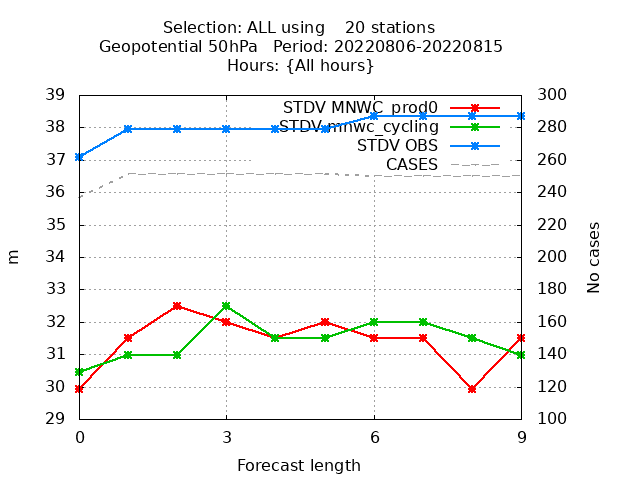 Selection: ALL using    20 stations
Geopotential 50hPa   Period: 20220806-20220815
Hours: {All hours}
39
38
37
36
35
34
33
32
31
30
29
m
STDV MNWC_prod0
STDV mnwc_cycling
STDV OBS
CASES
300
280
260
240
220
200
180
160
140
120
100
No cases
0 3 6 9
Forecast length